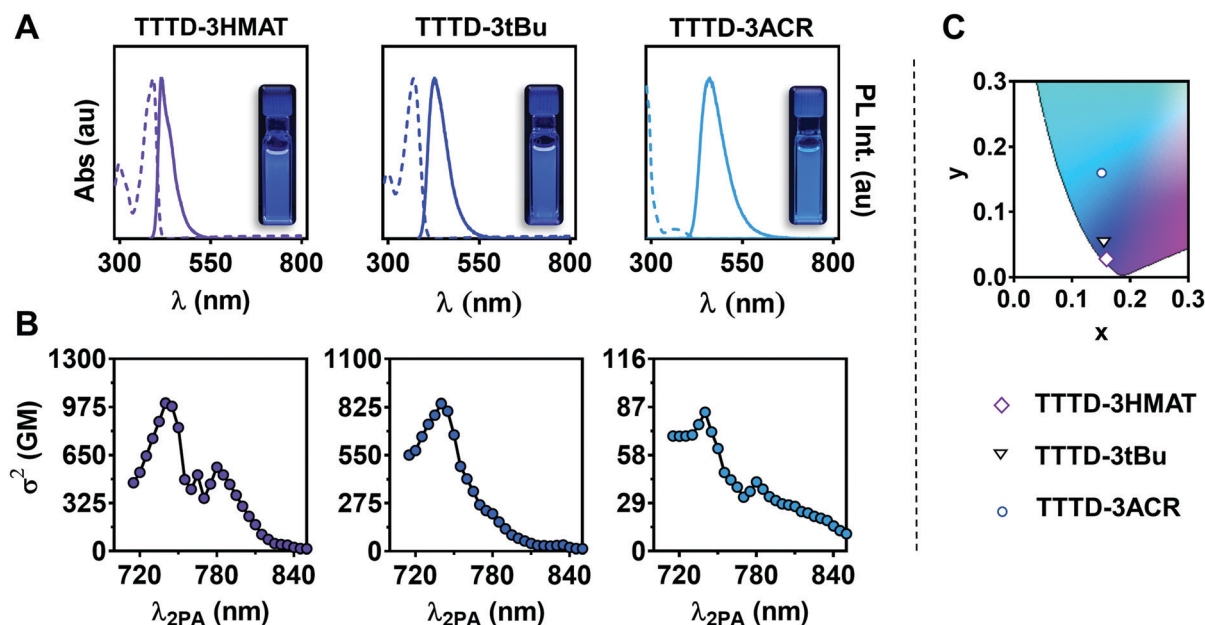 A
TTTD-3HMAT
TTTD-3tBu
TTTD-3ACR
Abs (au)
PL Int. (au)
300 550 800
300 550 800
300 550 800
λ (nm)
λ (nm)
λ (nm)
B
σ² (GM)
1300
975
650
325
0
720 780 840
λ2PA (nm)
1100
825
550
275
0
720 780 840
λ2PA (nm)
116
87
58
29
0
720 780 840
λ2PA (nm)
C
y
0.3
0.2
0.1
0.0
0.0 0.1 0.2 0.3
x
TTTD-3HMAT
TTTD-3tBu
TTTD-3ACR